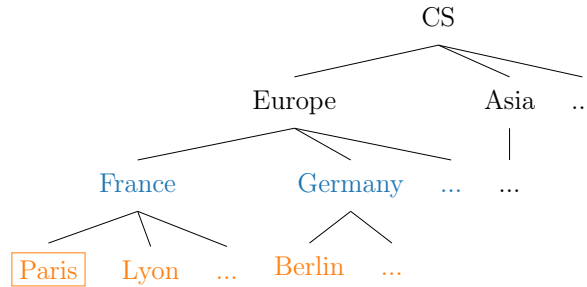 CS
Europe Asia ..
France Germany ... ...
Paris Lyon ... Berlin ...